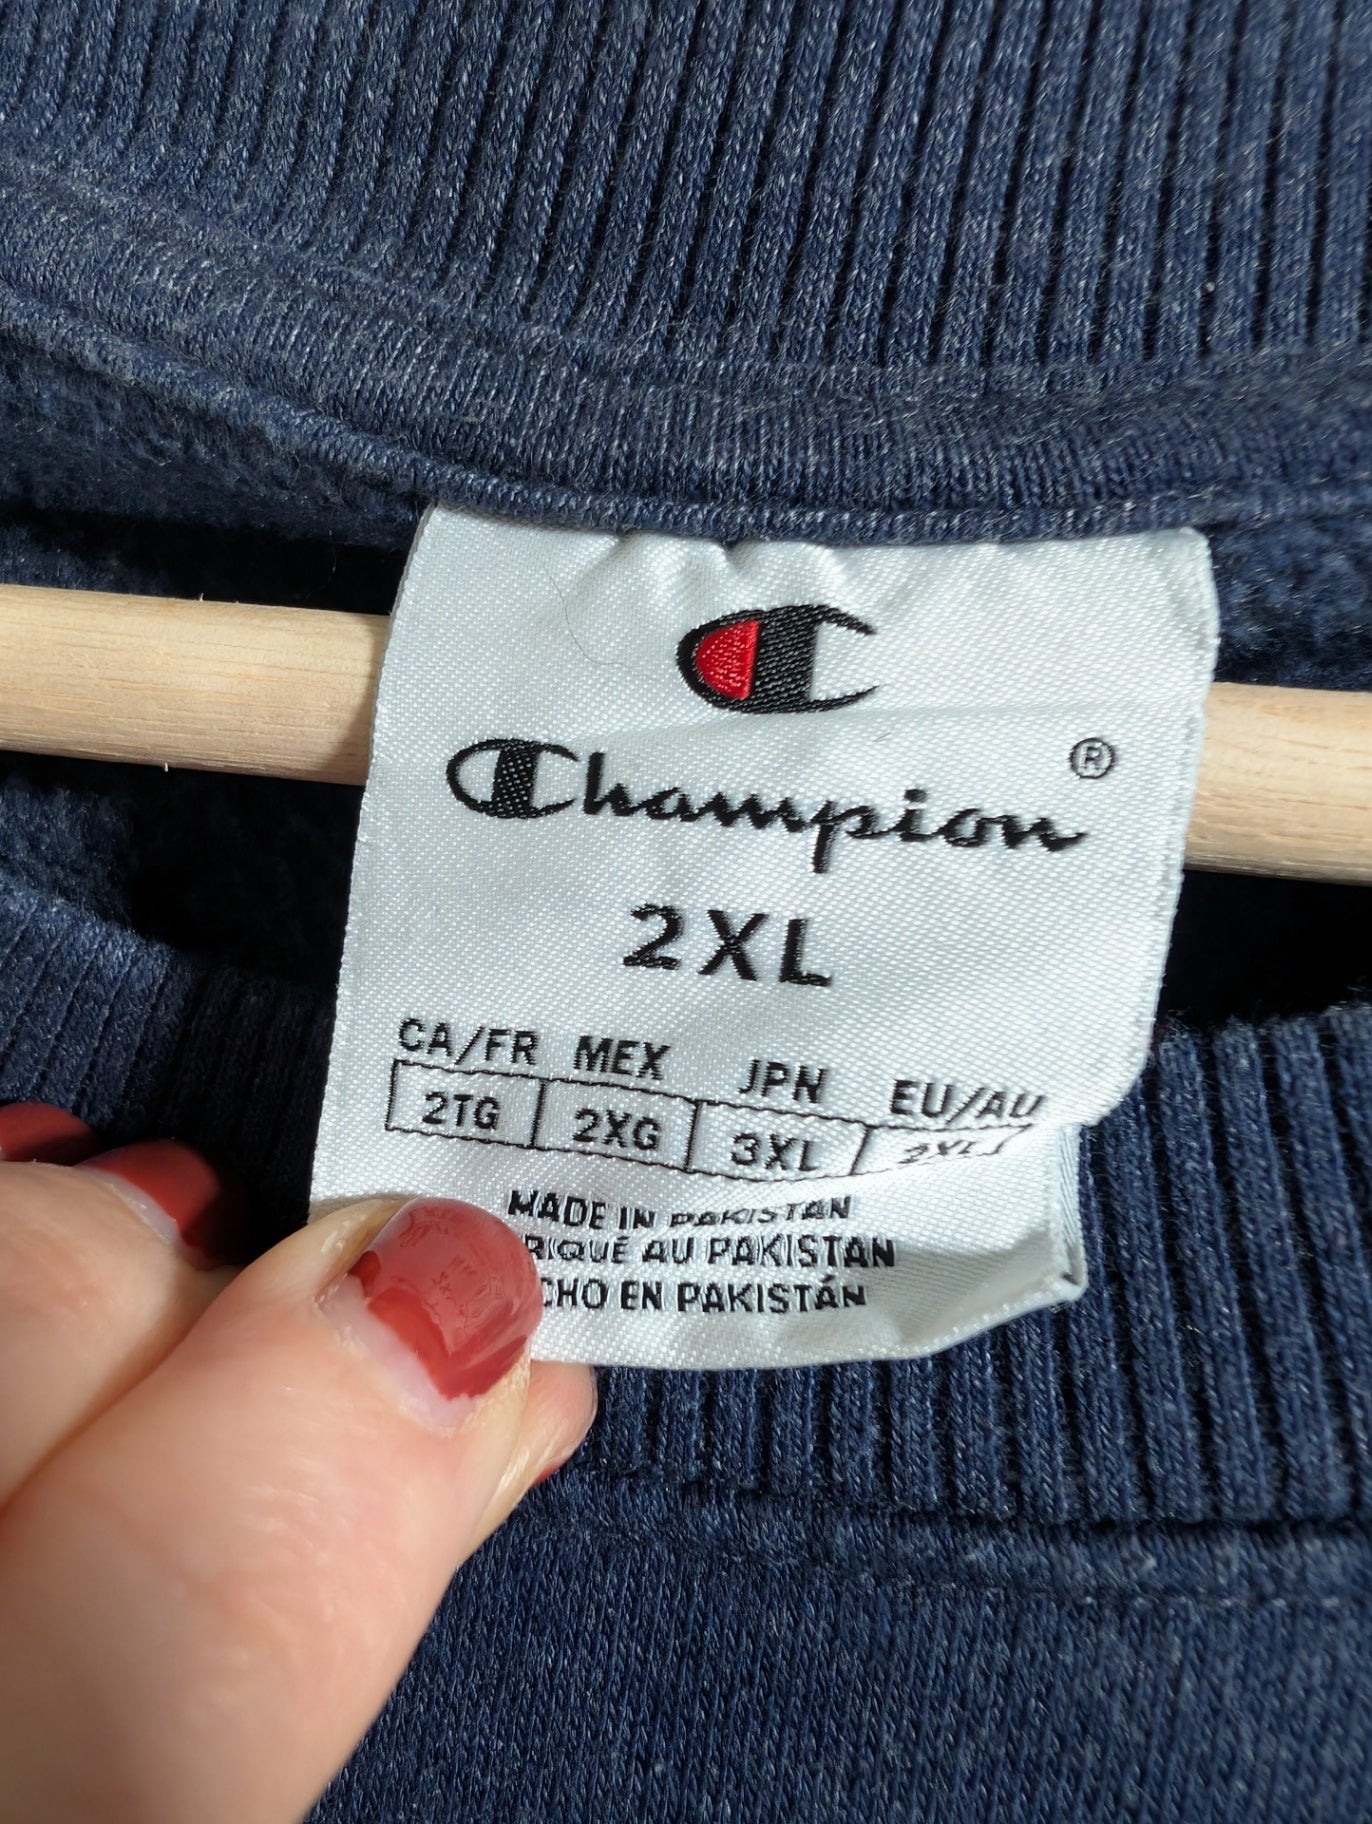 Champion ®
2XL
CA/FR MEX JPN EU/AU
2TG 2XG 3XL 2XL
MADE IN PAKISTAN
RIQUÉ AU PAKISTAN
CHO EN PAKISTÁN